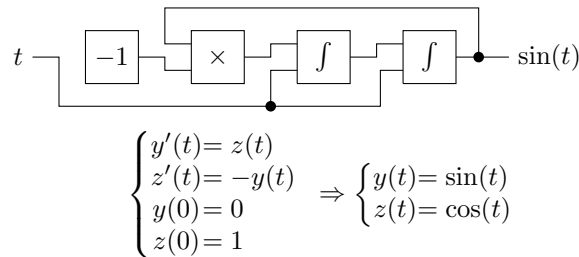 t −1 × ∫ ∫ sin(t)
y′(t)= z(t)
z′(t)= −y(t)
y(0)= 0
z(0)= 1
⇒
y(t)= sin(t)
z(t)= cos(t)